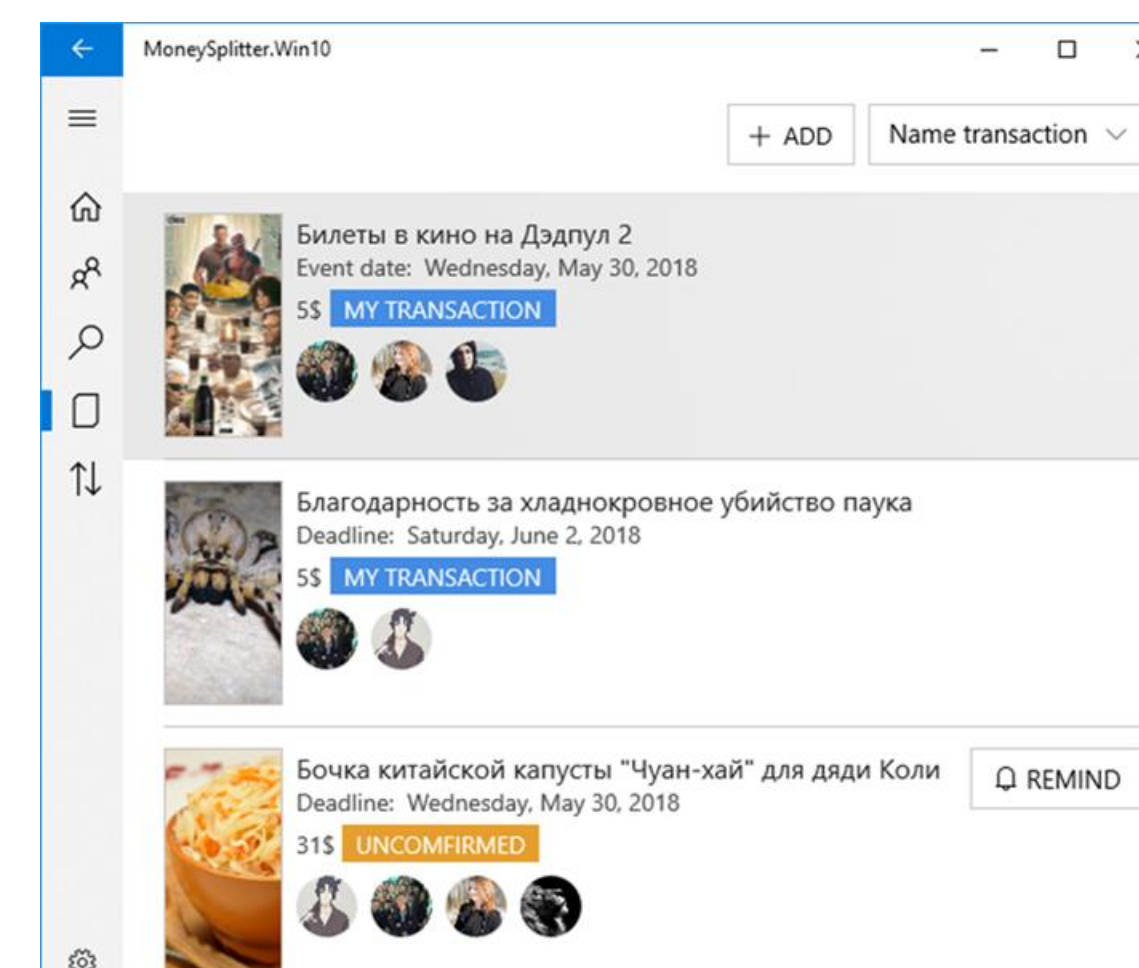 MoneySplitter.Win10
+ ADD
Name transaction
Билеты в кино на Дэдпул 2
Event date: Wednesday, May 30, 2018
5$ MY TRANSACTION
Благодарность за хладнокровное убийство паука
Deadline: Saturday, June 2, 2018
5$ MY TRANSACTION
Бочка китайской капусты "Чуан-хай" для дяди Коли
REMIND
Deadline: Wednesday, May 30, 2018
31$ UNCOMFIRMED